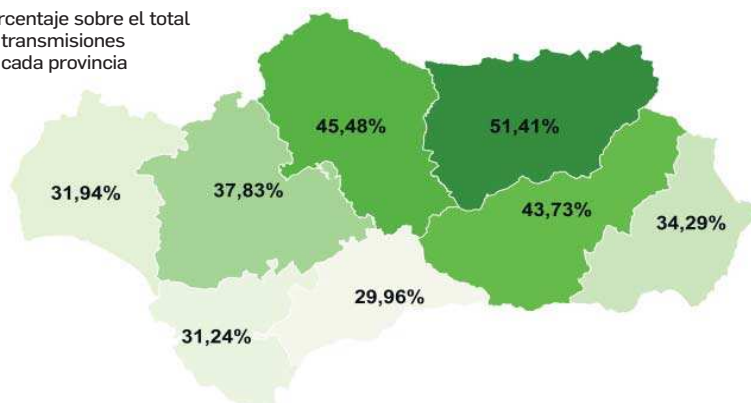 rcentaje sobre el total
transmisiones
cada provincia
45,48%
51,41%
31,94%
37,83%
43,73%
34,29%
29,96%
31,24%